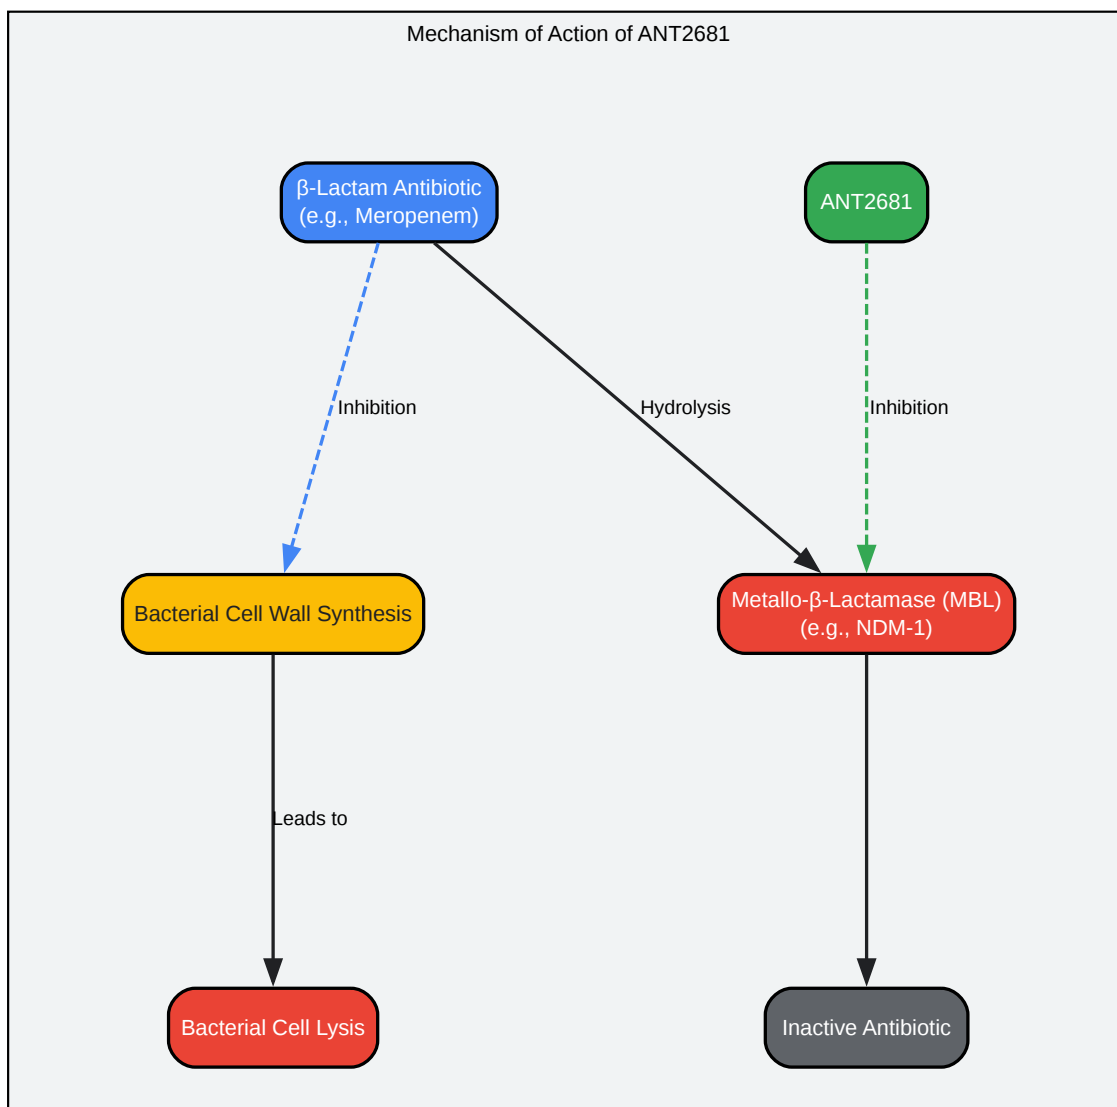 Mechanism of Action of ANT2681
β-Lactam Antibiotic
(e.g., Meropenem)
ANT2681
Inhibition
Hydrolysis
Inhibition
Bacterial Cell Wall Synthesis
Metallo-β-Lactamase (MBL)
(e.g., NDM-1)
Leads to
Bacterial Cell Lysis
Inactive Antibiotic